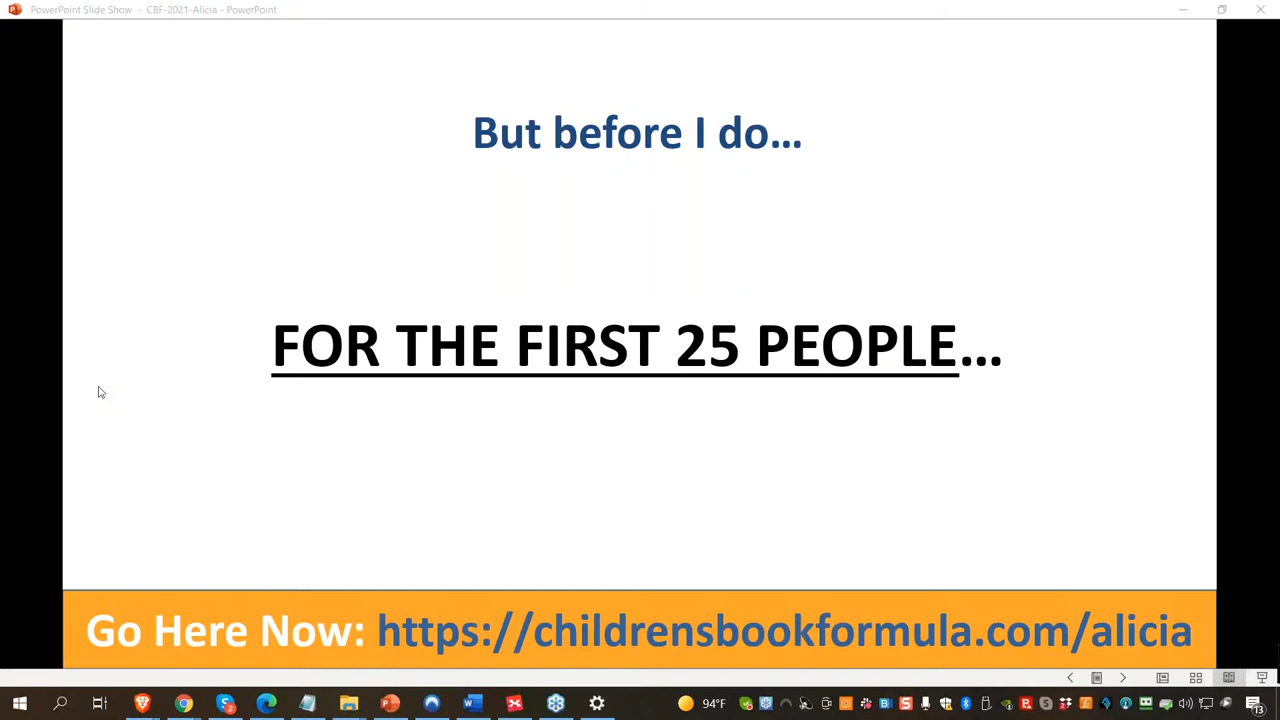 PowerPoint Slide Show - CBF-2021-Alicia - PowerPoint
But before I do...
FOR THE FIRST 25 PEOPLE...
Go Here Now: https://childrensbookformula.com/alicia
94°F